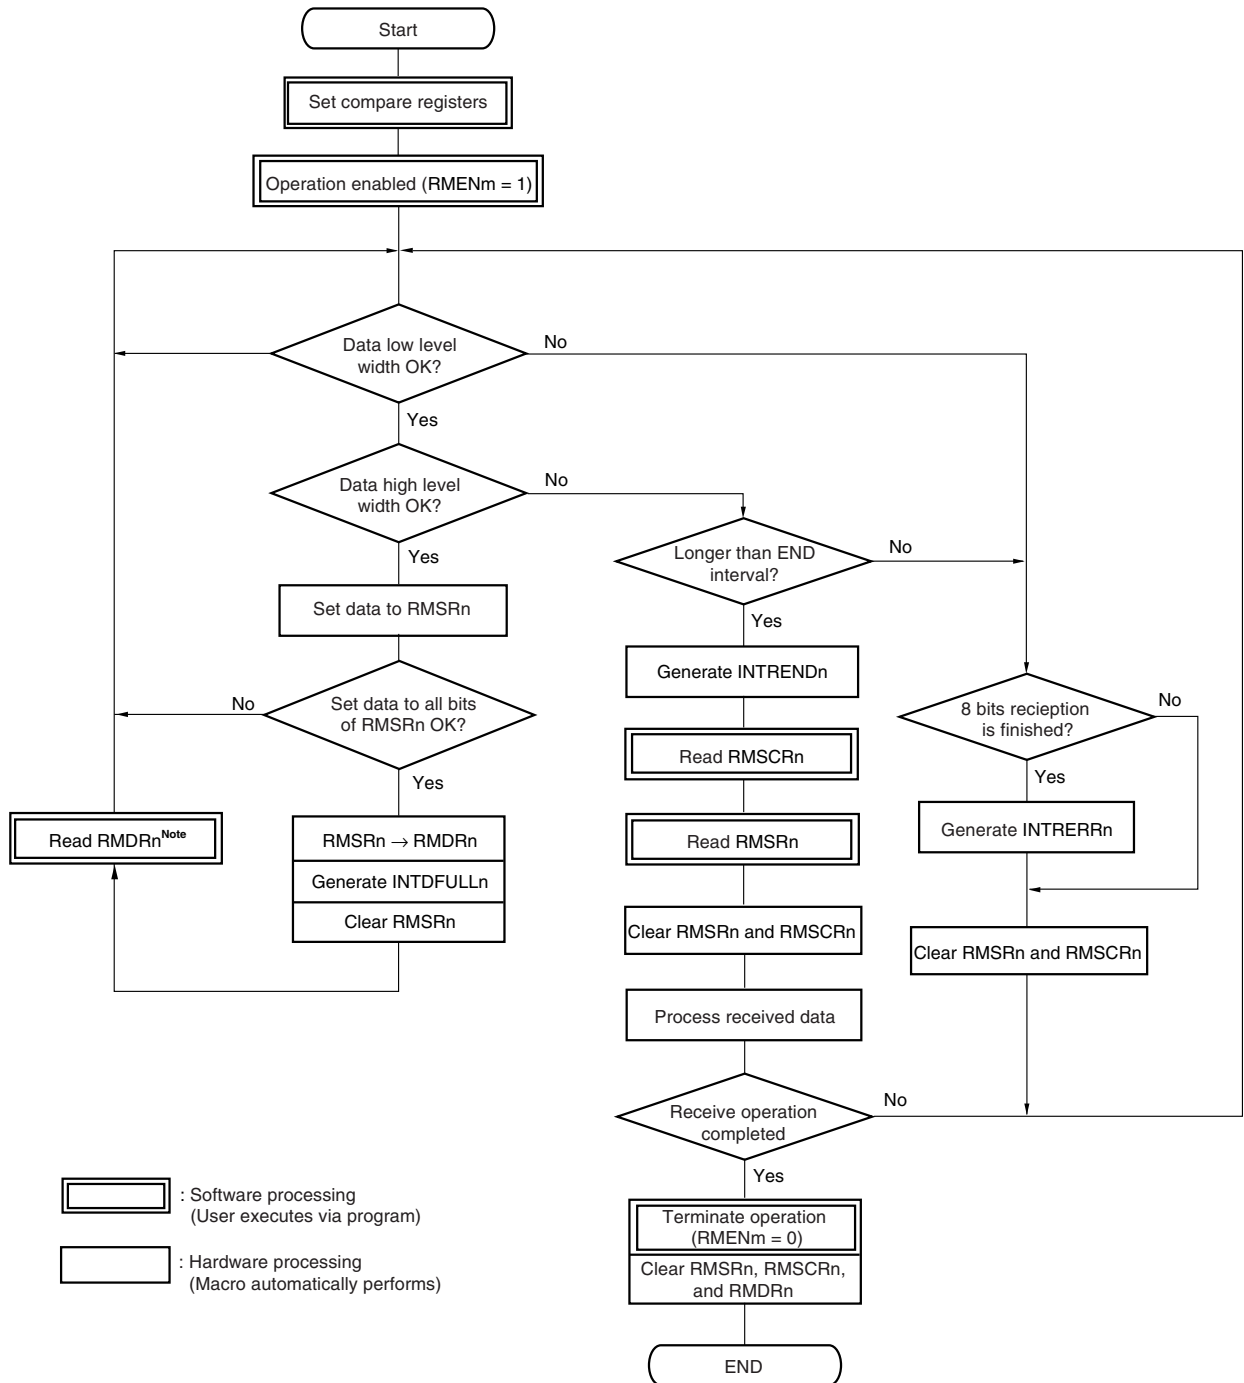 Start
Set compare registers
Operation enabled (RMENm = 1)
Data low level
width OK?
No
Yes
Data high level
width OK?
No
Yes
Longer than END
interval?
No
Yes
Set data to RMSRn
Generate INTRENDn
Set data to all bits
of RMSRn OK?
No
Yes
8 bits recieption
is finished?
No
Yes
Read RMSCRn
Read RMDRn Note
RMSRn → RMDRn
Generate INTDFULLn
Clear RMSRn
Read RMSRn
Generate INTRERRn
Clear RMSRn and RMSCRn
Clear RMSRn and RMSCRn
Process received data
Receive operation
completed
No
Yes
: Software processing
(User executes via program)
: Hardware processing
(Macro automatically performs)
Terminate operation
(RMENm = 0)
Clear RMSRn, RMSCRn,
and RMDRn
END